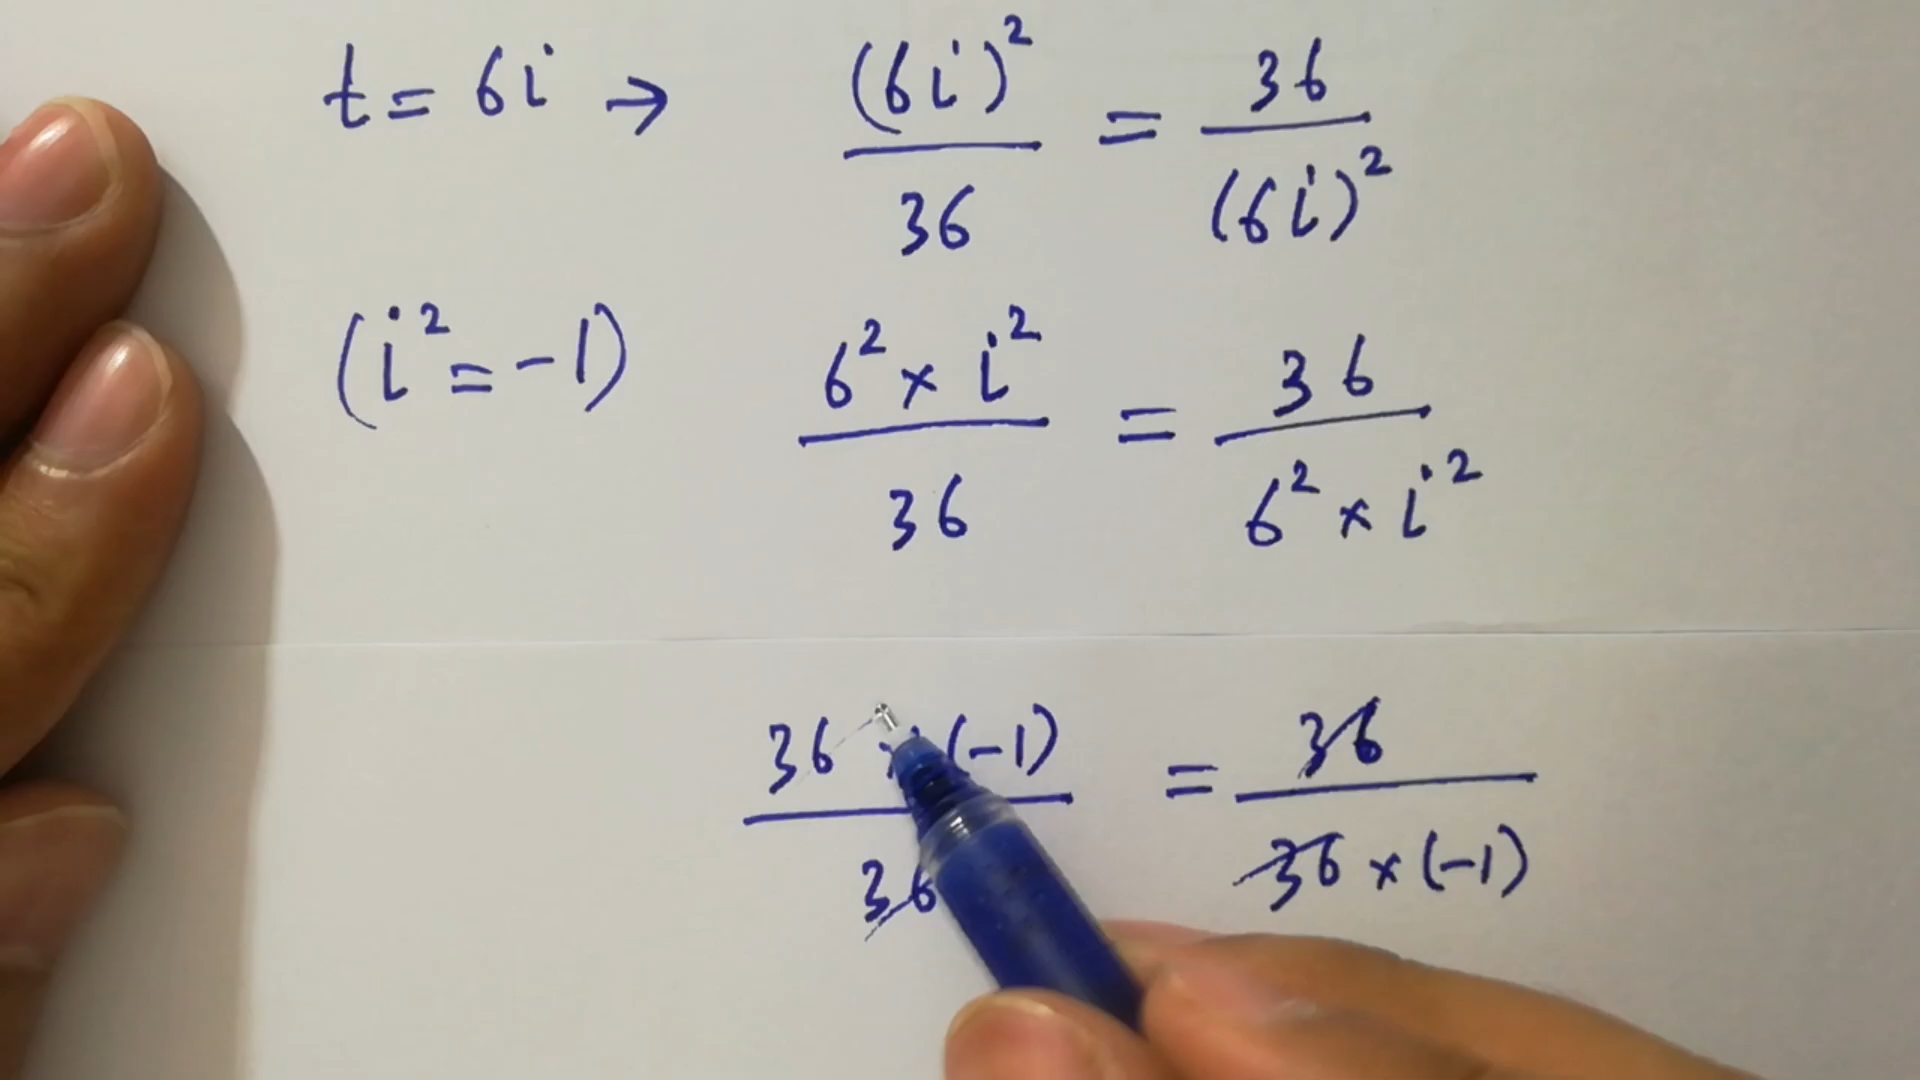 t = 6i → (6i)² / 36 = 36 / (6i)²
(i² = -1) 6² × i² / 36 = 36 / 6² × i²
36 × (-1) / 36 = 36 / 36 × (-1)